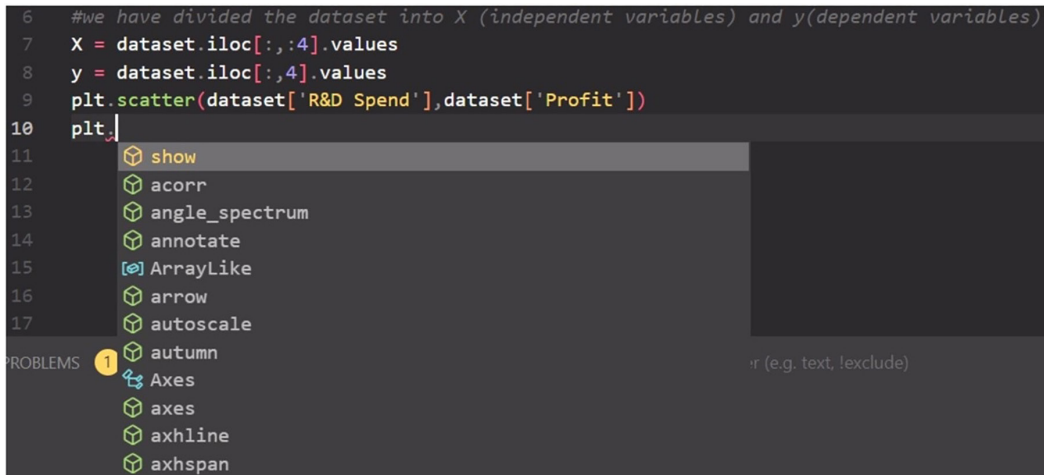 6 #we have divided the dataset into X (independent variables) and y(dependent variables)
7 X = dataset.iloc[:,:4].values
8 y = dataset.iloc[:,4].values
9 plt.scatter(dataset['R&D Spend'],dataset['Profit'])
10 plt.
11 show
12 acorr
13 angle_spectrum
14 annotate
15 ArrayLike
16 arrow
17 autoscale
PROBLEMS 1 autumn (e.g. text, !exclude)
Axes
axes
axhline
axhspan